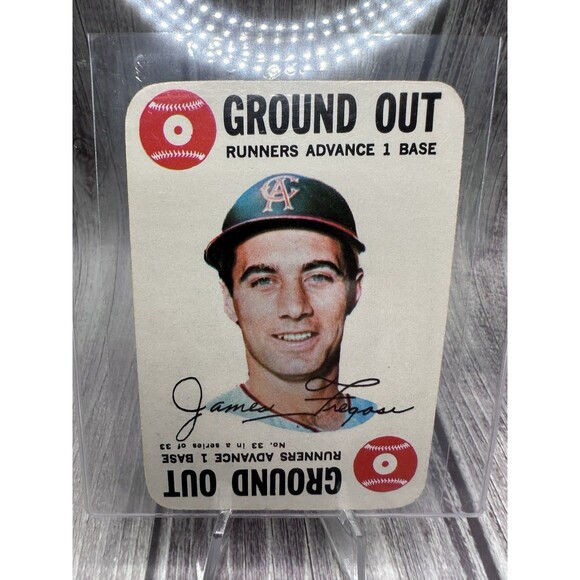 GROUND OUT
RUNNERS ADVANCE 1 BASE
CA
James Fregosi
No. 33 in a series of 33
RUNNERS ADVANCE 1 BASE
GROUND OUT